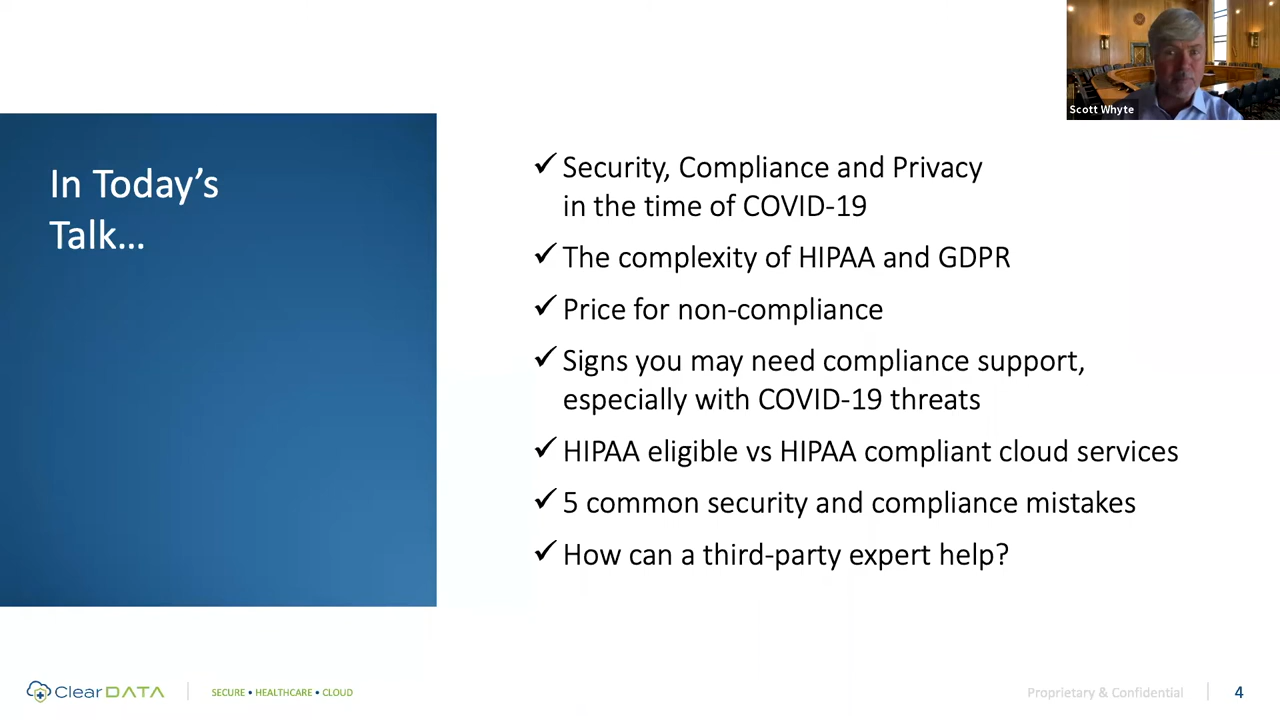 Scott Whyte
In Today's
Talk...
✓ Security, Compliance and Privacy
in the time of COVID-19
✓ The complexity of HIPAA and GDPR
✓ Price for non-compliance
✓ Signs you may need compliance support,
especially with COVID-19 threats
✓ HIPAA eligible vs HIPAA compliant cloud services
✓ 5 common security and compliance mistakes
✓ How can a third-party expert help?
ClearDATA
SECURE • HEALTHCARE • CLOUD
Proprietary & Confidential
4